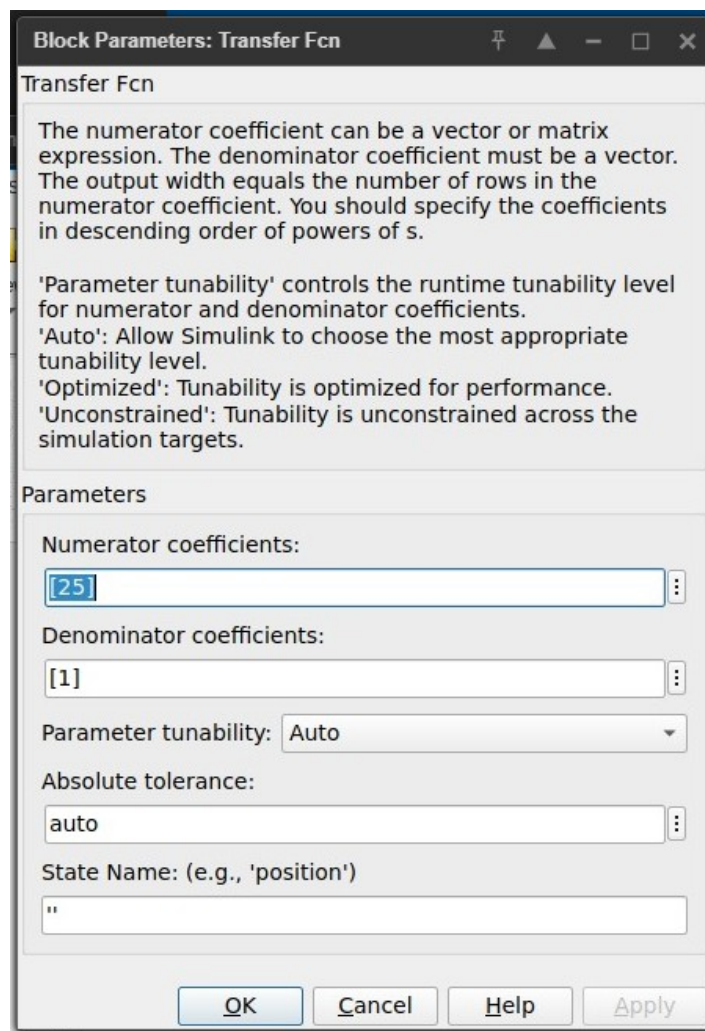 Block Parameters: Transfer Fcn
Transfer Fcn
The numerator coefficient can be a vector or matrix
expression. The denominator coefficient must be a vector.
The output width equals the number of rows in the
numerator coefficient. You should specify the coefficients
in descending order of powers of s.
'Parameter tunability' controls the runtime tunability level
for numerator and denominator coefficients.
'Auto': Allow Simulink to choose the most appropriate
tunability level.
'Optimized': Tunability is optimized for performance.
'Unconstrained': Tunability is unconstrained across the
simulation targets.
Parameters
Numerator coefficients:
[25]
Denominator coefficients:
[1]
Parameter tunability: Auto
Absolute tolerance:
auto
State Name: (e.g., 'position')
''
OK Cancel Help Apply